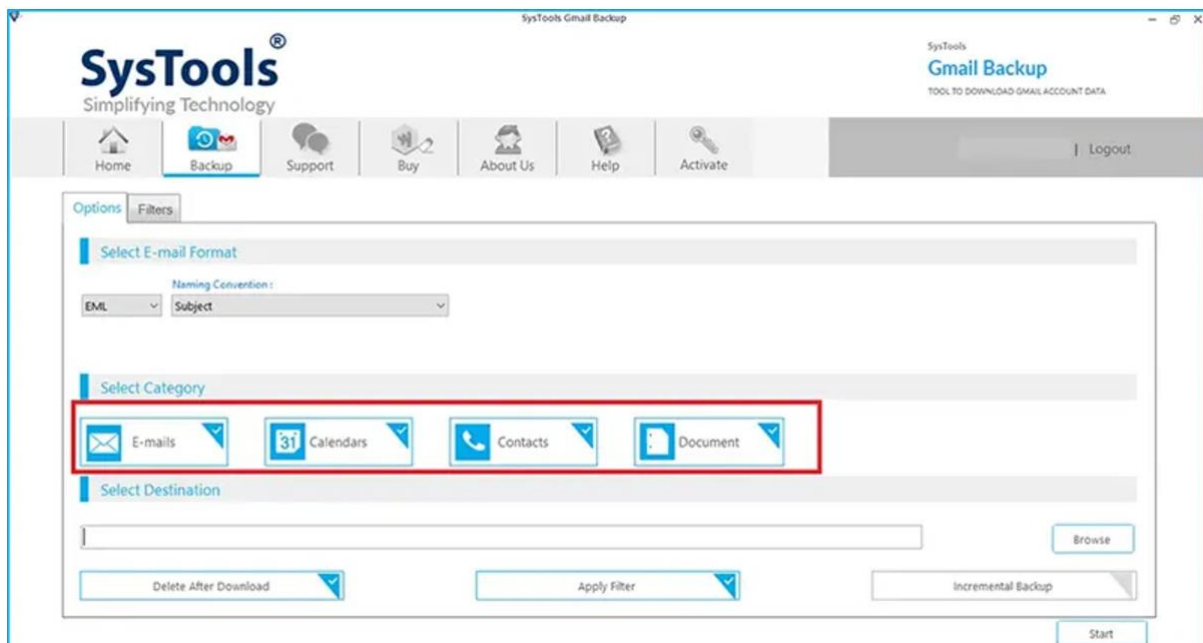 SysTools Gmail Backup
SysTools®
Simplifying Technology
SysTools
Gmail Backup
TOOL TO DOWNLOAD GMAIL ACCOUNT DATA
Home Backup Support Buy About Us Help Activate | Logout
Options Filters
Select E-mail Format
Naming Convention :
EML Subject
Select Category
E-mails 31 Calendars Contacts Document
Select Destination
Browse
Delete After Download Apply Filter Incremental Backup
Start